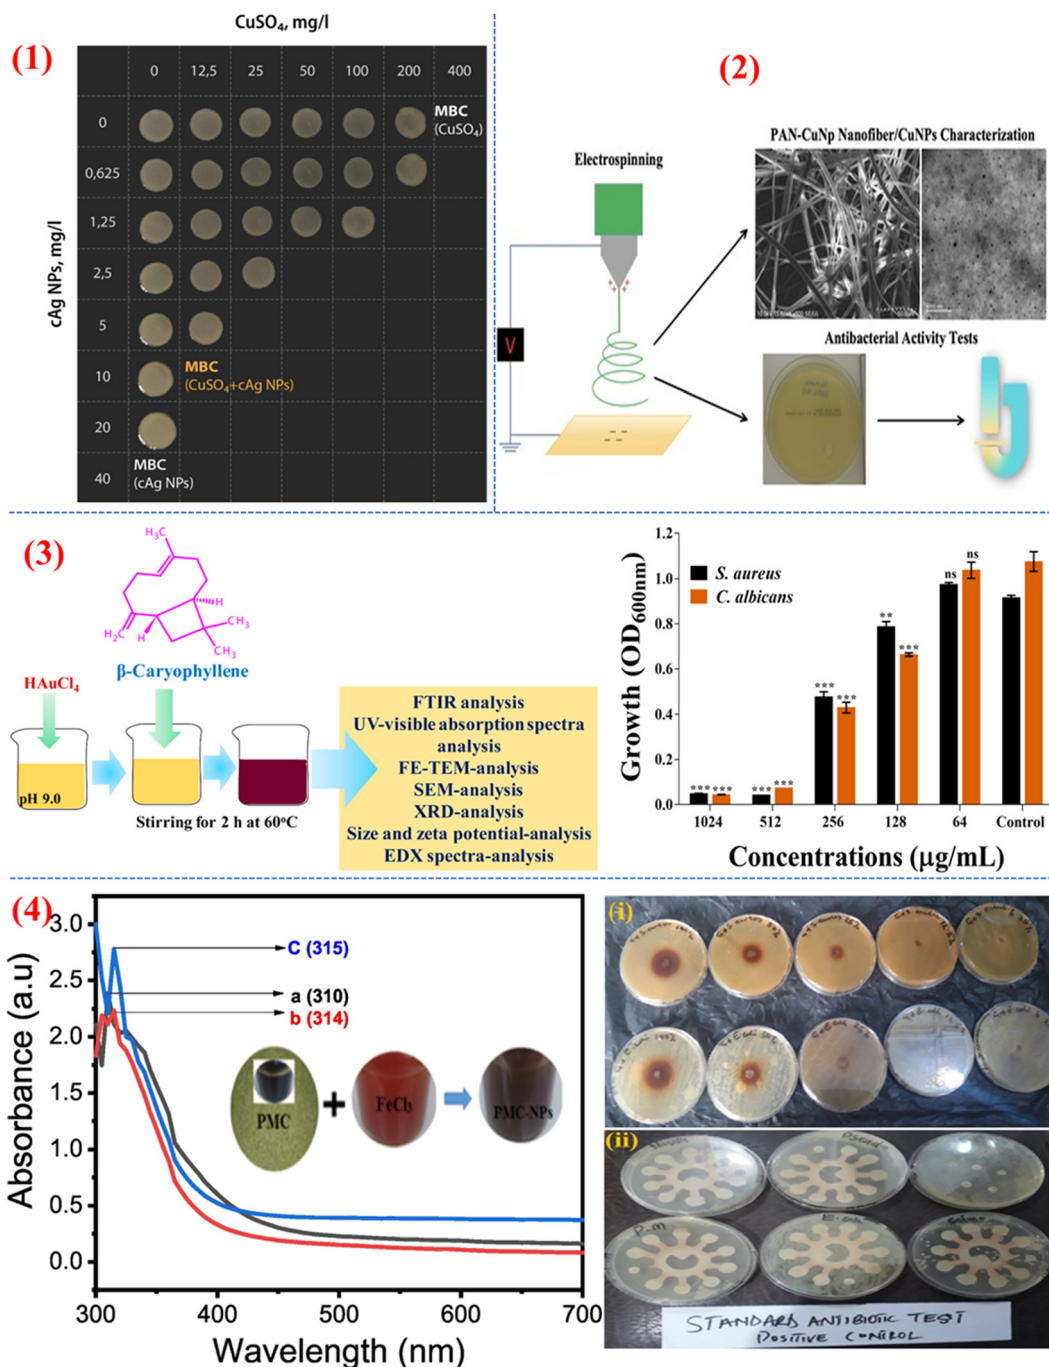 (1)
CuSO₄, mg/l
0 12,5 25 50 100 200 400
cAg NPs, mg/l
0
0,625
1,25
2,5
5
10
20
40
MBC
(CuSO₄)
MBC
(CuSO₄+cAg NPs)
MBC
(cAg NPs)
(2)
Electrospinning
V
PAN-CuNp Nanofiber/CuNPs Characterization
Antibacterial Activity Tests
(3)
H₃C
H₂C
H
H
CH₃
CH₃
HAuCl₄
β-Caryophyllene
pH 9.0
Stirring for 2 h at 60°C
FTIR analysis
UV-visible absorption spectra
analysis
FE-TEM-analysis
SEM-analysis
XRD-analysis
Size and zeta potential-analysis
EDX spectra-analysis
Growth (OD600nm)
1.2
1.0
0.8
0.6
0.4
0.2
0.0
S. aureus
C. albicans
*** *** *** *** *** *** ** *** ns ns
1024 512 256 128 64 Control
Concentrations (µg/mL)
(4)
Absorbance (a.u)
3.0
2.5
2.0
1.5
1.0
0.5
0.0
C (315)
a (310)
b (314)
PMC
+
FeCl₃
PMC-NPs
300 400 500 600 700
Wavelength (nm)
(i)
(ii)
Pseudo
P-M
E-coli
STANDARD ANTIBIOTIC TEST
POSITIVE CONTROL